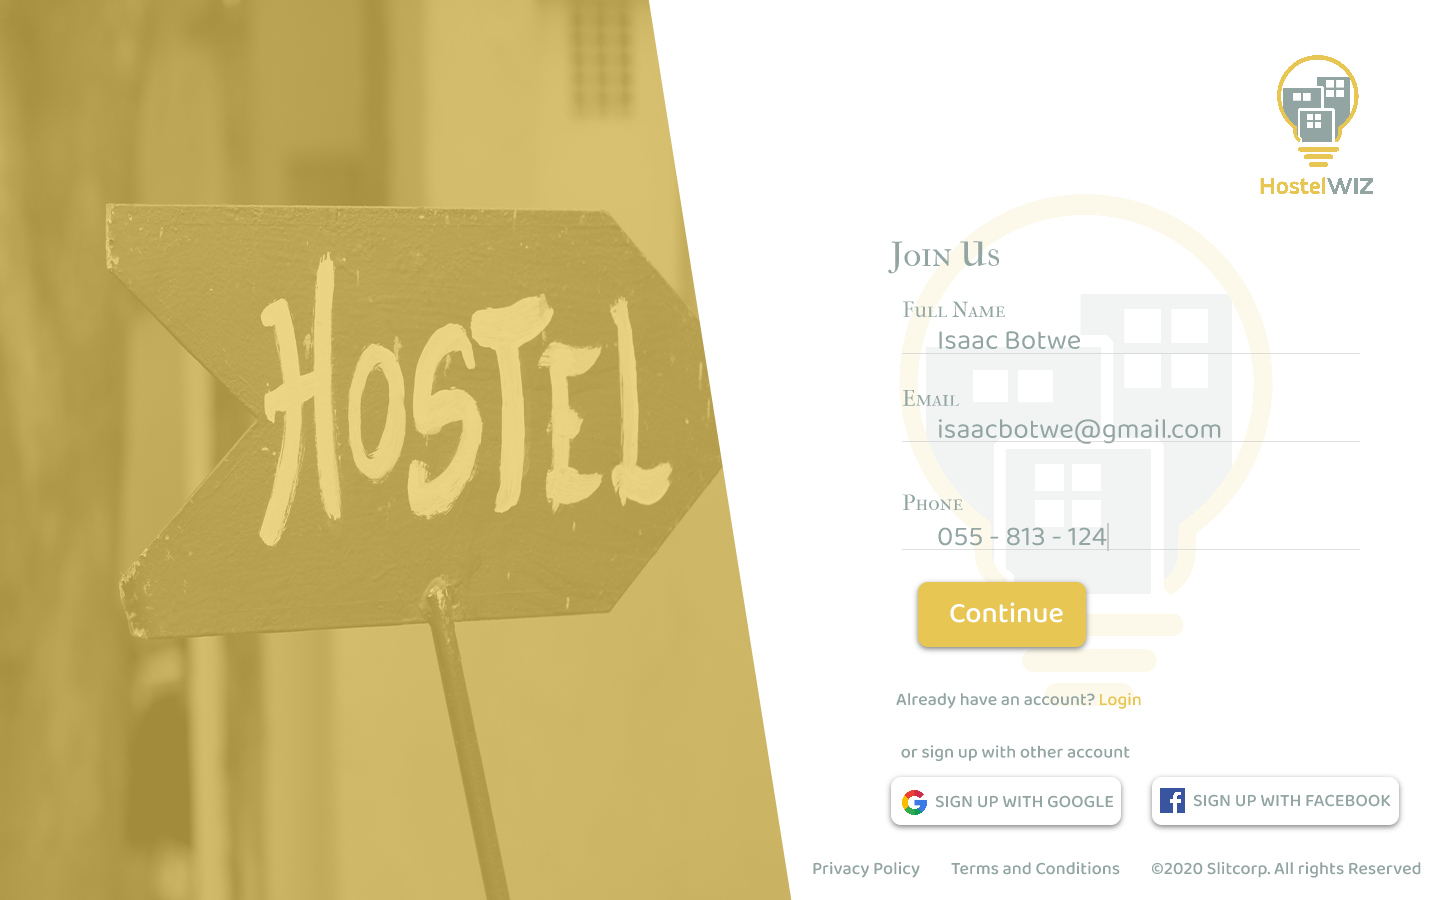 HOSTEL
HostelWIZ
Join Us
Full Name
Isaac Botwe
Email
isaacbotwe@gmail.com
Phone
055 - 813 - 124
Continue
Already have an account? Login
or sign up with other account
SIGN UP WITH GOOGLE
SIGN UP WITH FACEBOOK
Privacy Policy Terms and Conditions ©2020 Slitcorp. All rights Reserved